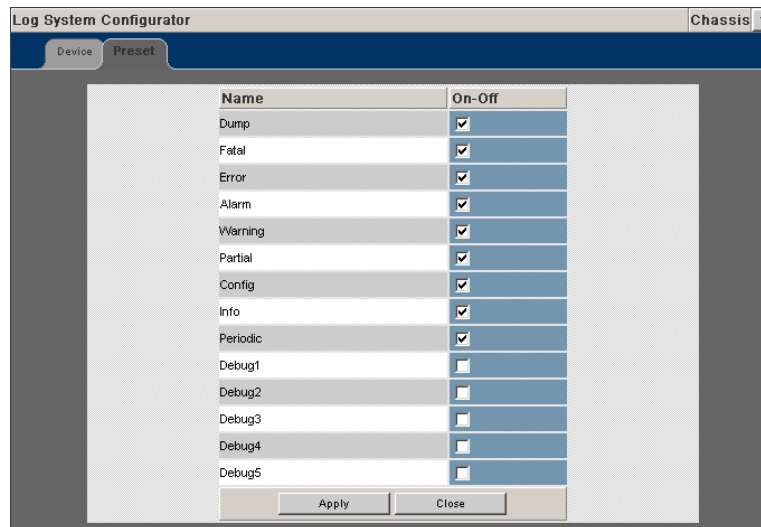 Log System Configurator Chassis
Device Preset
Name On-Off
Dump
Fatal
Error
Alarm
Warning
Partial
Config
Info
Periodic
Debug1
Debug2
Debug3
Debug4
Debug5
Apply Close